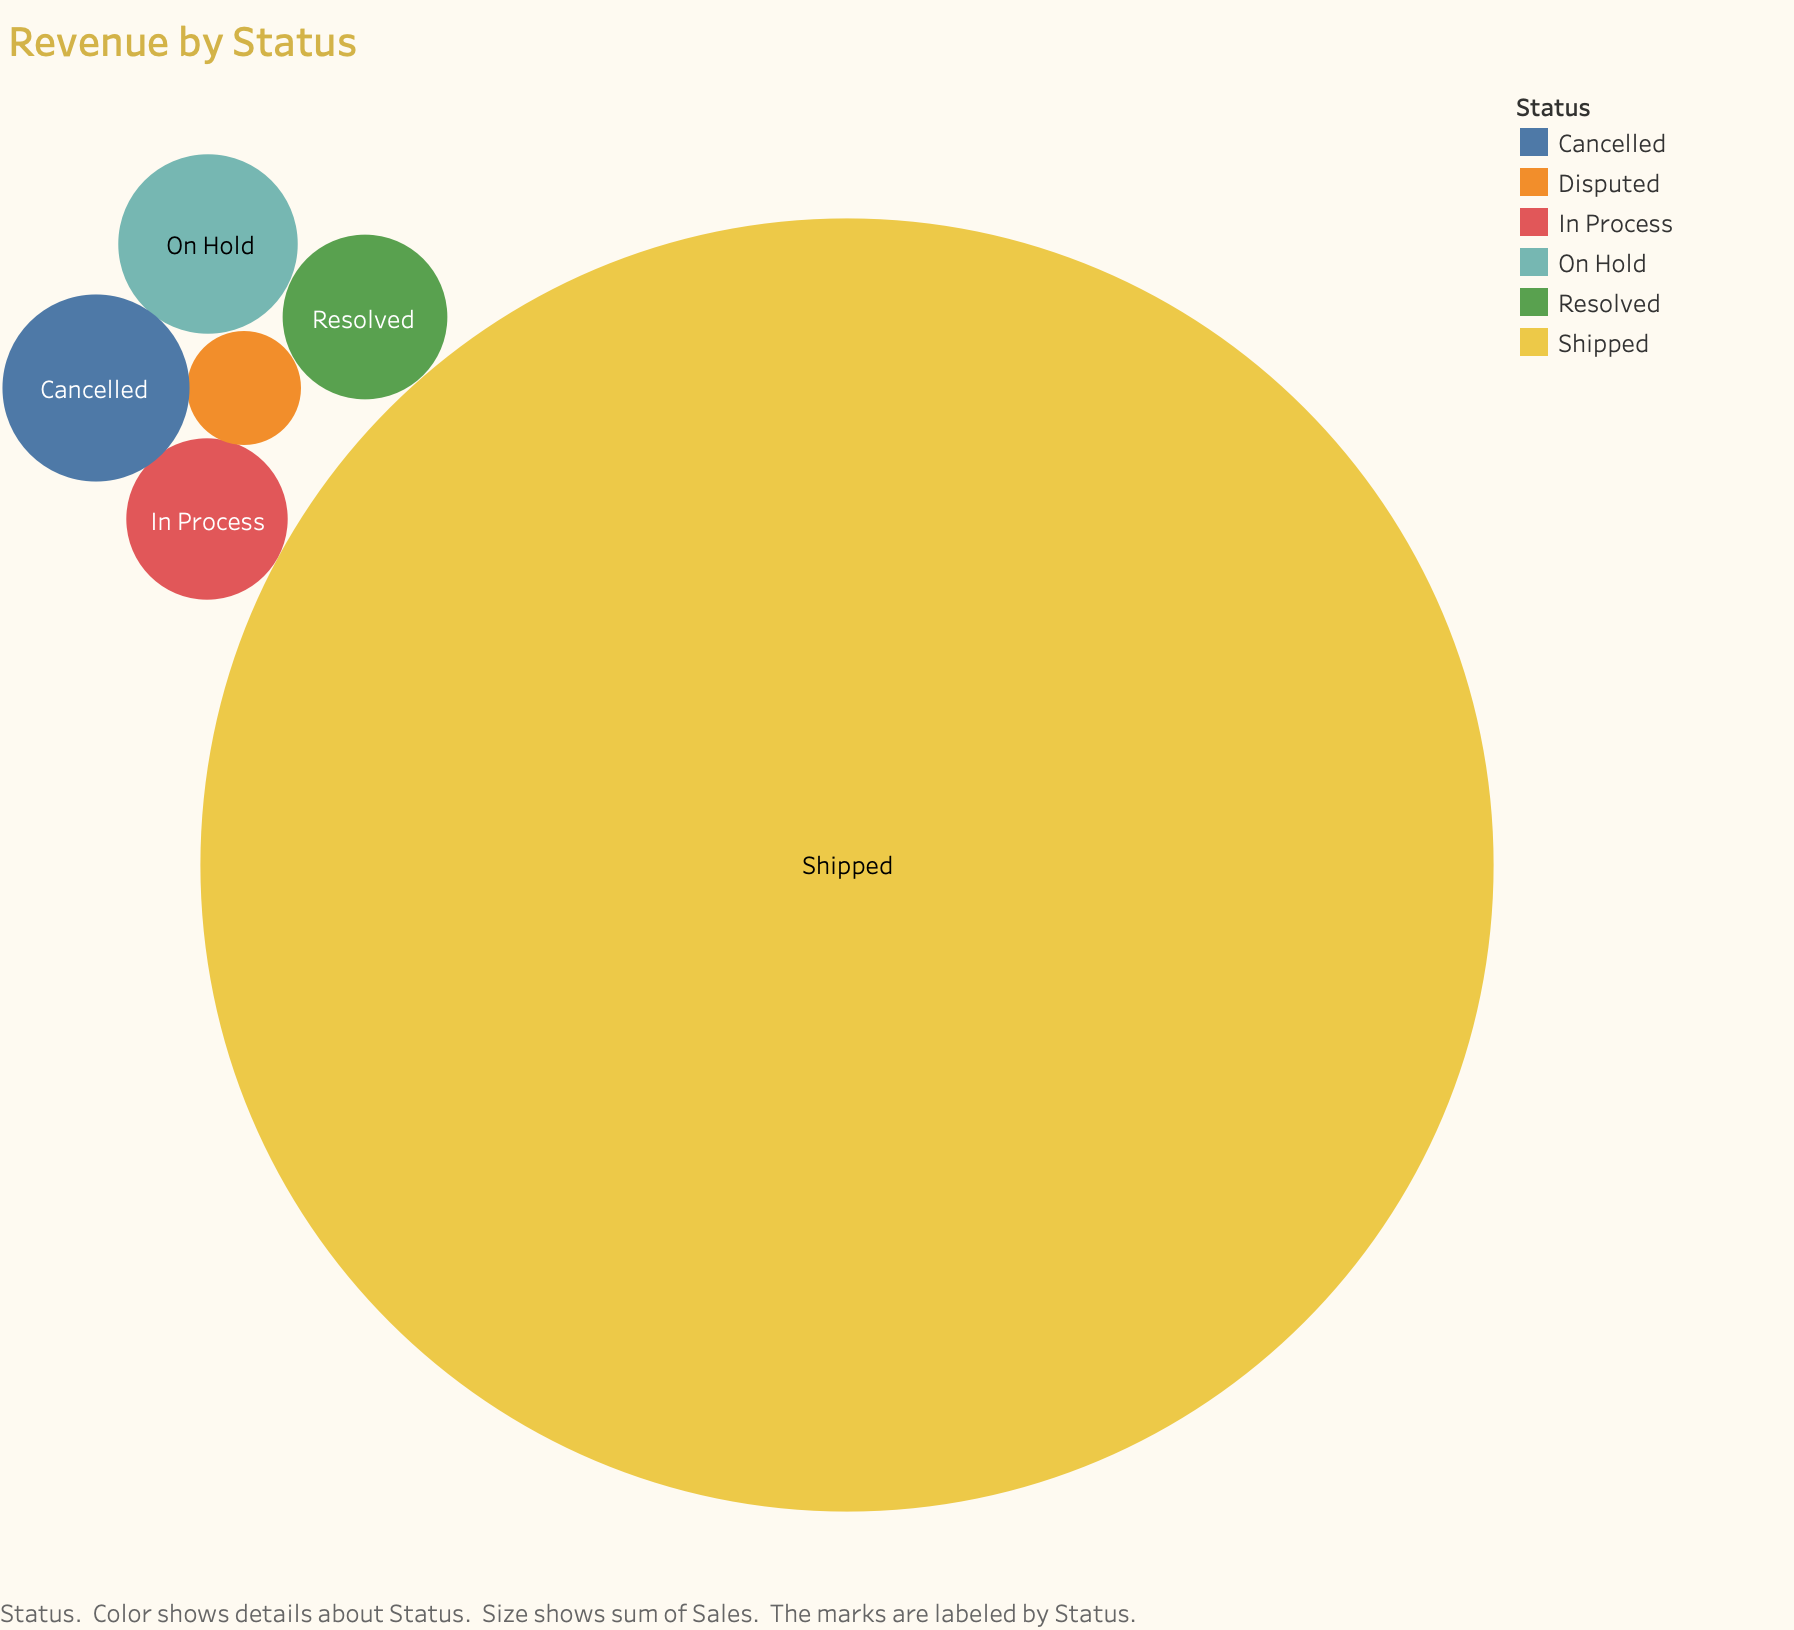 Revenue by Status
Status
Cancelled
Disputed
In Process
On Hold
Resolved
Shipped
On Hold
Resolved
Cancelled
In Process
Shipped
Status.  Color shows details about Status.  Size shows sum of Sales.  The marks are labeled by Status.